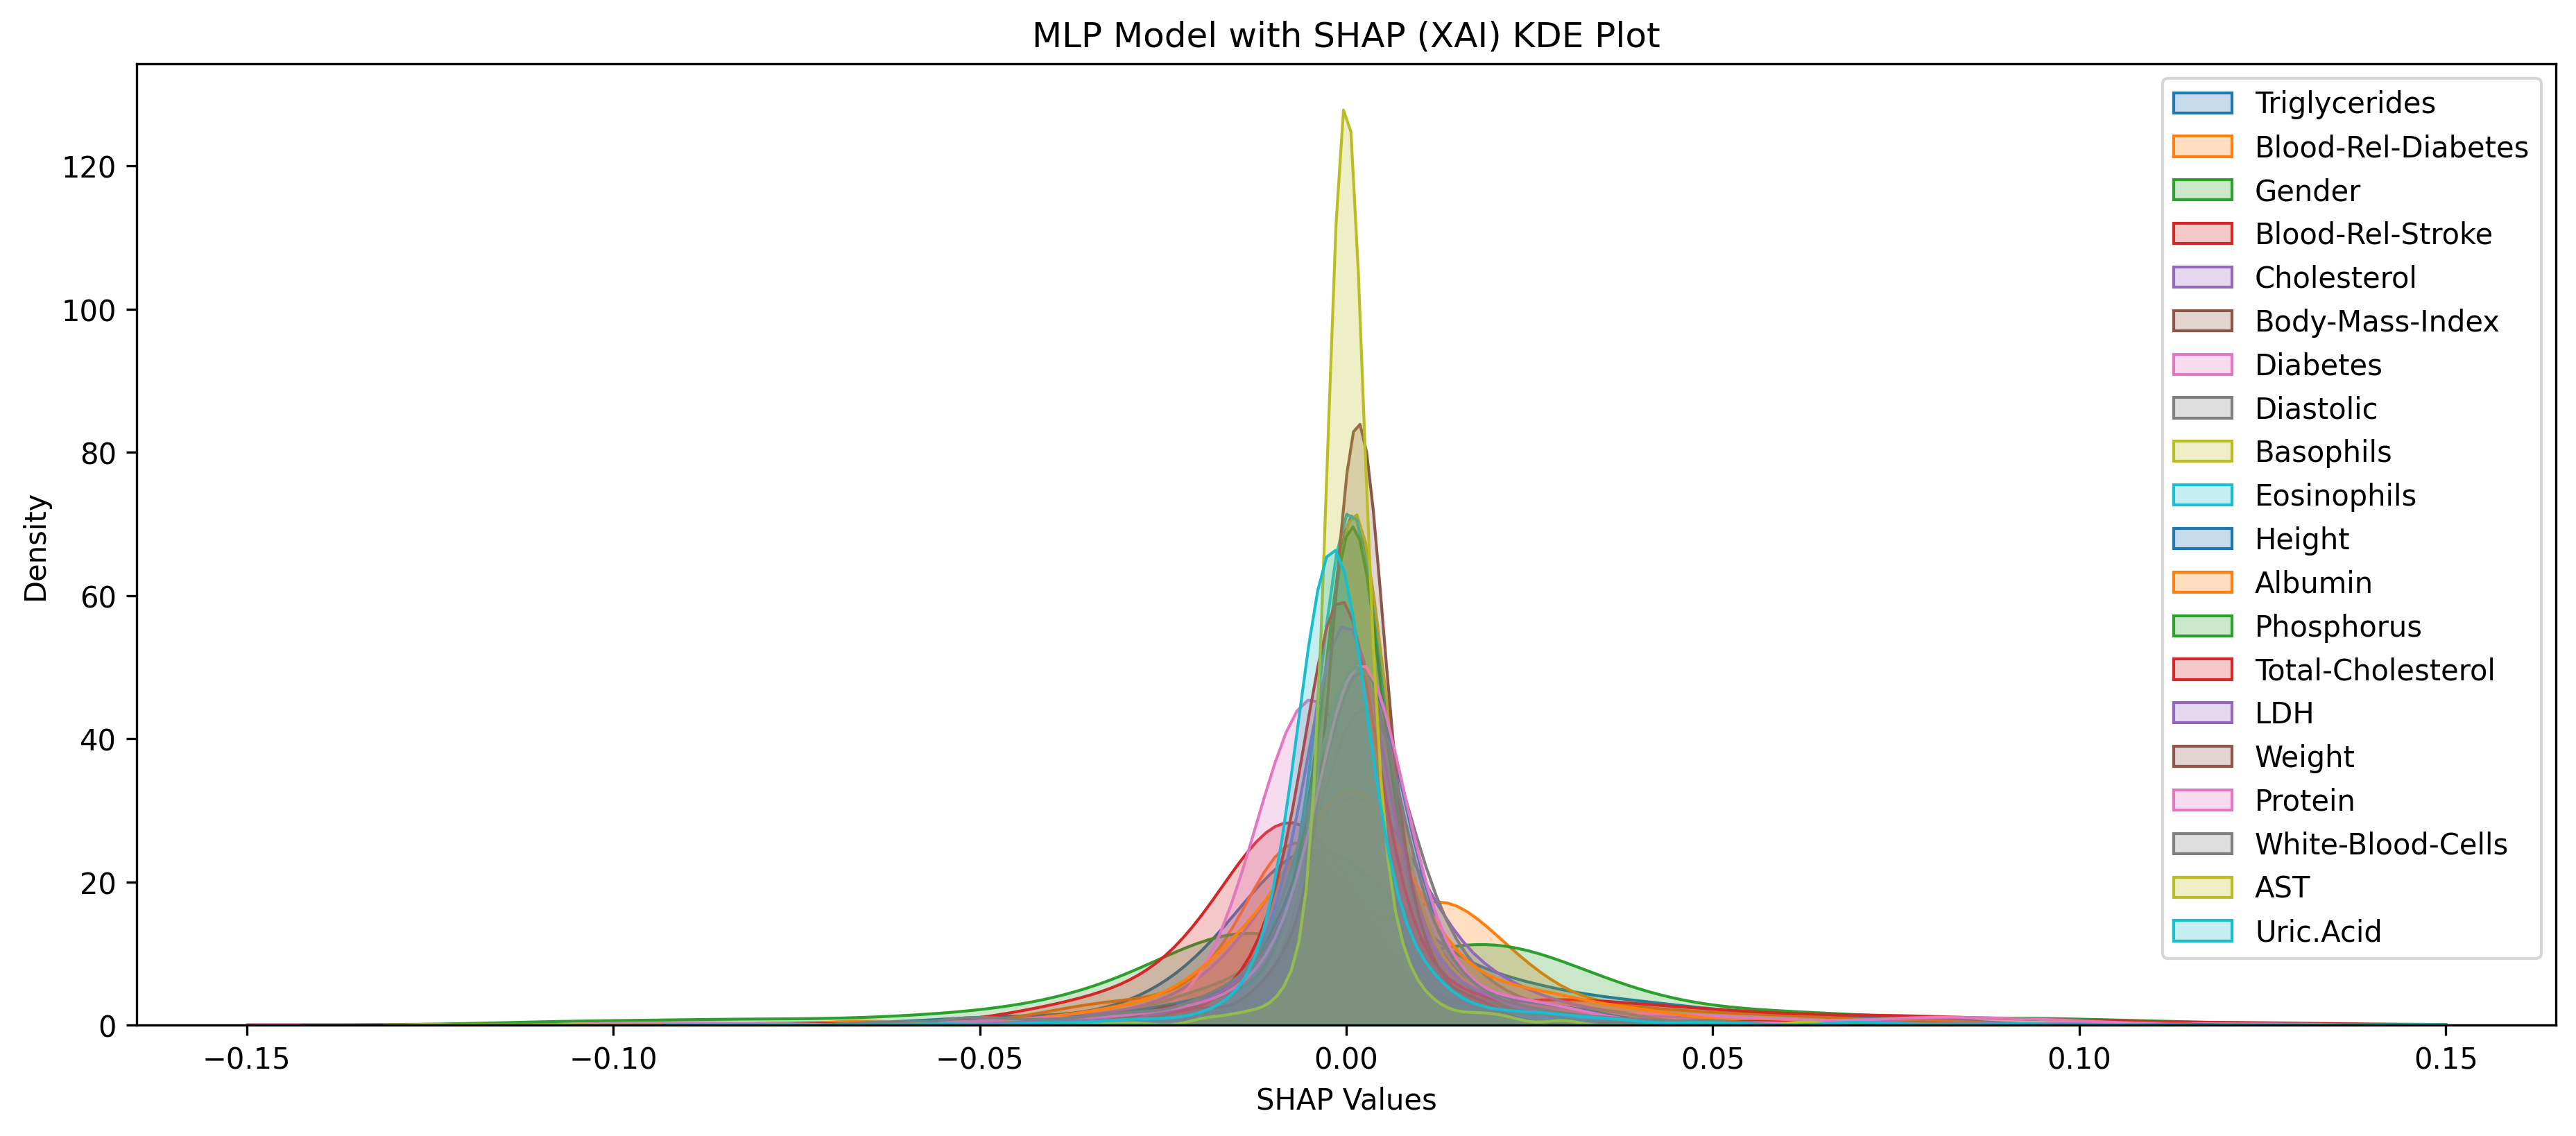 MLP Model with SHAP (XAI) KDE Plot
Density
120
100
80
60
40
20
0
−0.15
−0.10
−0.05
0.00
0.05
0.10
0.15
SHAP Values
Triglycerides
Blood-Rel-Diabetes
Gender
Blood-Rel-Stroke
Cholesterol
Body-Mass-Index
Diabetes
Diastolic
Basophils
Eosinophils
Height
Albumin
Phosphorus
Total-Cholesterol
LDH
Weight
Protein
White-Blood-Cells
AST
Uric.Acid